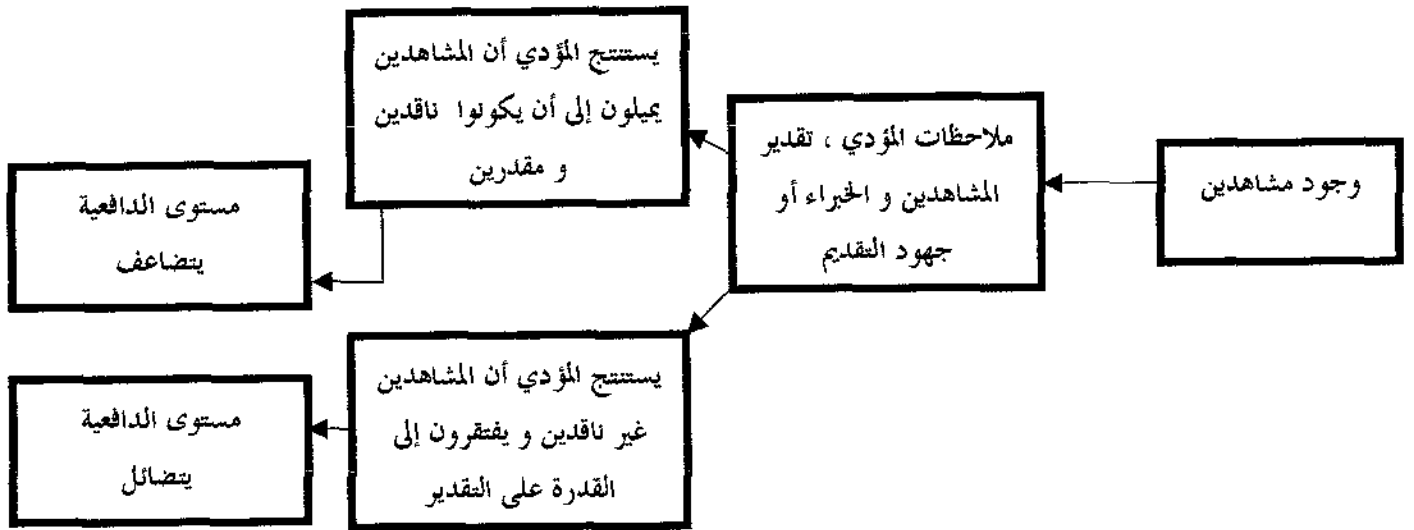 وجود مشاهدين
ملاحظات المؤدي ، تقدير
المشاهدين و الخبراء أو
جهود التقديم
يستنتج المؤدي أن المشاهدين
يميلون إلى أن يكونوا ناقدين
و مقدرين
مستوى الدافعية
يتضاعف
يستنتج المؤدي أن المشاهدين
غير ناقدين و يفتقرون إلى
القدرة على التقدير
مستوى الدافعية
يتضائل